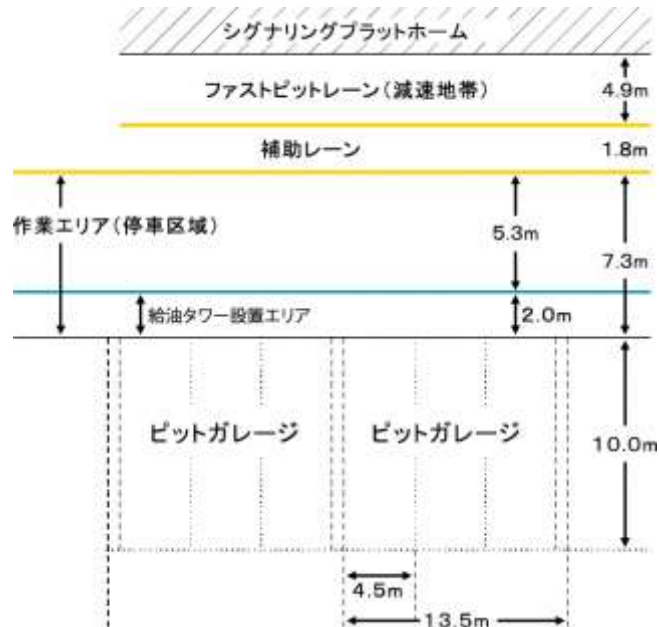 シグナリングプラットホーム
ファストピットレーン(減速地帯)
4.9m
補助レーン
1.8m
作業エリア(停車区域)
5.3m
7.3m
給油タワー設置エリア
2.0m
ピットガレージ
ピットガレージ
10.0m
4.5m
13.5m